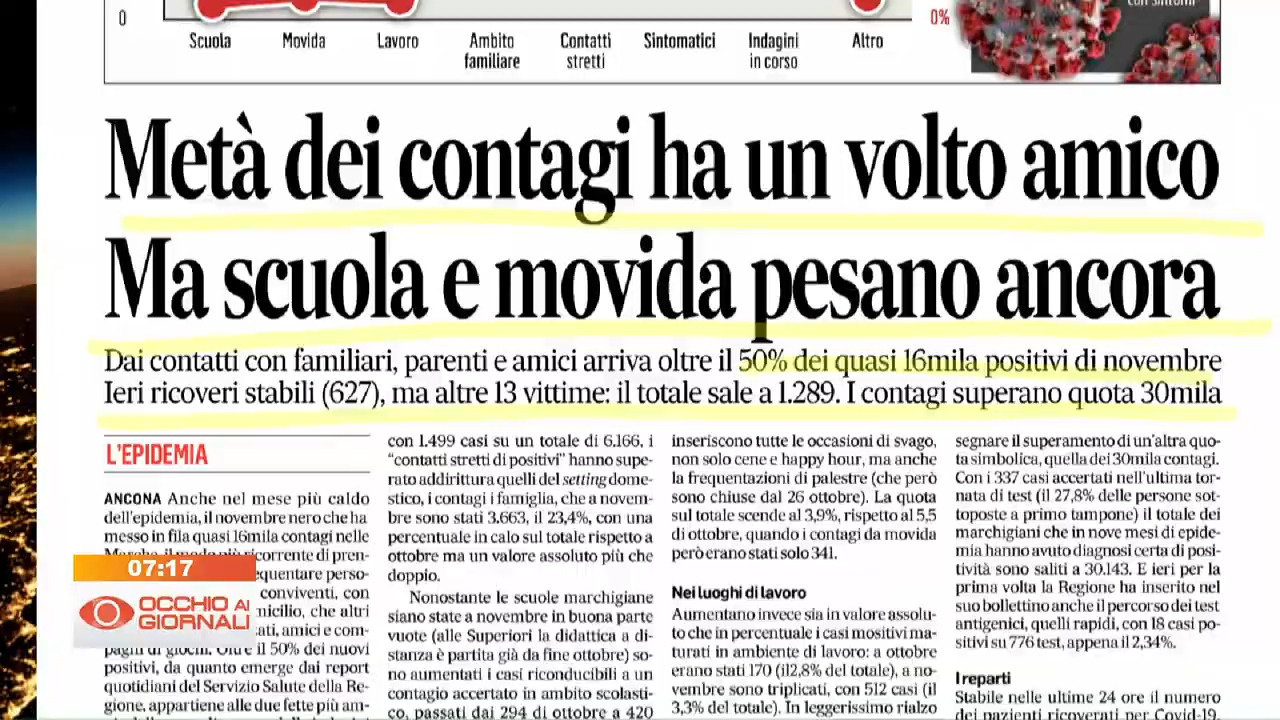 0
0%
con sintomi
Scuola Movida Lavoro Ambito familiare Contatti stretti Sintomatici Indagini in corso Altro
Metà dei contagi ha un volto amico
Ma scuola e movida pesano ancora
Dai contatti con familiari, parenti e amici arriva oltre il 50% dei quasi 16mila positivi di novembre
Ieri ricoveri stabili (627), ma altre 13 vittime: il totale sale a 1.289. I contagi superano quota 30mila
L'EPIDEMIA
ANCONA Anche nel mese più caldo
dell'epidemia, il novembre nero che ha
messo in fila quasi 16mila contagi nelle
Marche, il modo più ricorrente di pren-
equentare perso-
conviventi, con
micilio, che altri
ati, amici e com-
pagni di giochi. Oltre il 50% dei nuovi
positivi, da quanto emerge dai report
quotidiani del Servizio Salute della Re-
gione, appartiene alle due fette più am-
con 1.499 casi su un totale di 6.166, i
“contatti stretti di positivi” hanno supe-
rato addirittura quelli del setting dome-
stico, i contagi i famiglia, che a novem-
bre sono stati 3.663, il 23,4%, con una
percentuale in calo sul totale rispetto a
ottobre ma un valore assoluto più che
doppio.
Nonostante le scuole marchigiane
siano state a novembre in buona parte
vuote (alle Superiori la didattica a di-
stanza è partita già da fine ottobre) so-
no aumentati i casi riconducibili a un
contagio accertato in ambito scolasti-
co, passati dai 294 di ottobre a 420
inseriscono tutte le occasioni di svago,
non solo cene e happy hour, ma anche
la frequentazioni di palestre (che però
sono chiuse dal 26 ottobre). La quota
sul totale scende al 3,9%, rispetto al 5,5
di ottobre, quando i contagi da movida
però erano stati solo 341.
Nei luoghi di lavoro
Aumentano invece sia in valore assolu-
to che in percentuale i casi mositivi ma-
turati in ambiente di lavoro: a ottobre
erano stati 170 (il2,8% del totale), a no-
vembre sono triplicati, con 512 casi (il
3,3% del totale). In leggerissimo rialzo
segnare il superamento di un'altra quo-
ta simbolica, quella dei 30mila contagi.
Con i 337 casi accertati nell'ultima tor-
nata di test (il 27,8% delle persone sot-
toposte a primo tampone) il totale dei
marchigiani che in nove mesi di epide-
mia hanno avuto diagnosi certa di posi-
tività sono saliti a 30.143. E ieri per la
prima volta la Regione ha inserito nel
suo bollettino anche il percorso dei test
antigenici, quelli rapidi, con 18 casi po-
sitivi su 776 test, appena il 2,34%.
I reparti
Stabile nelle ultime 24 ore il numero
dei pazienti ricoverati per Covid-19
07:17
OCCHIO AI
GIORNALI